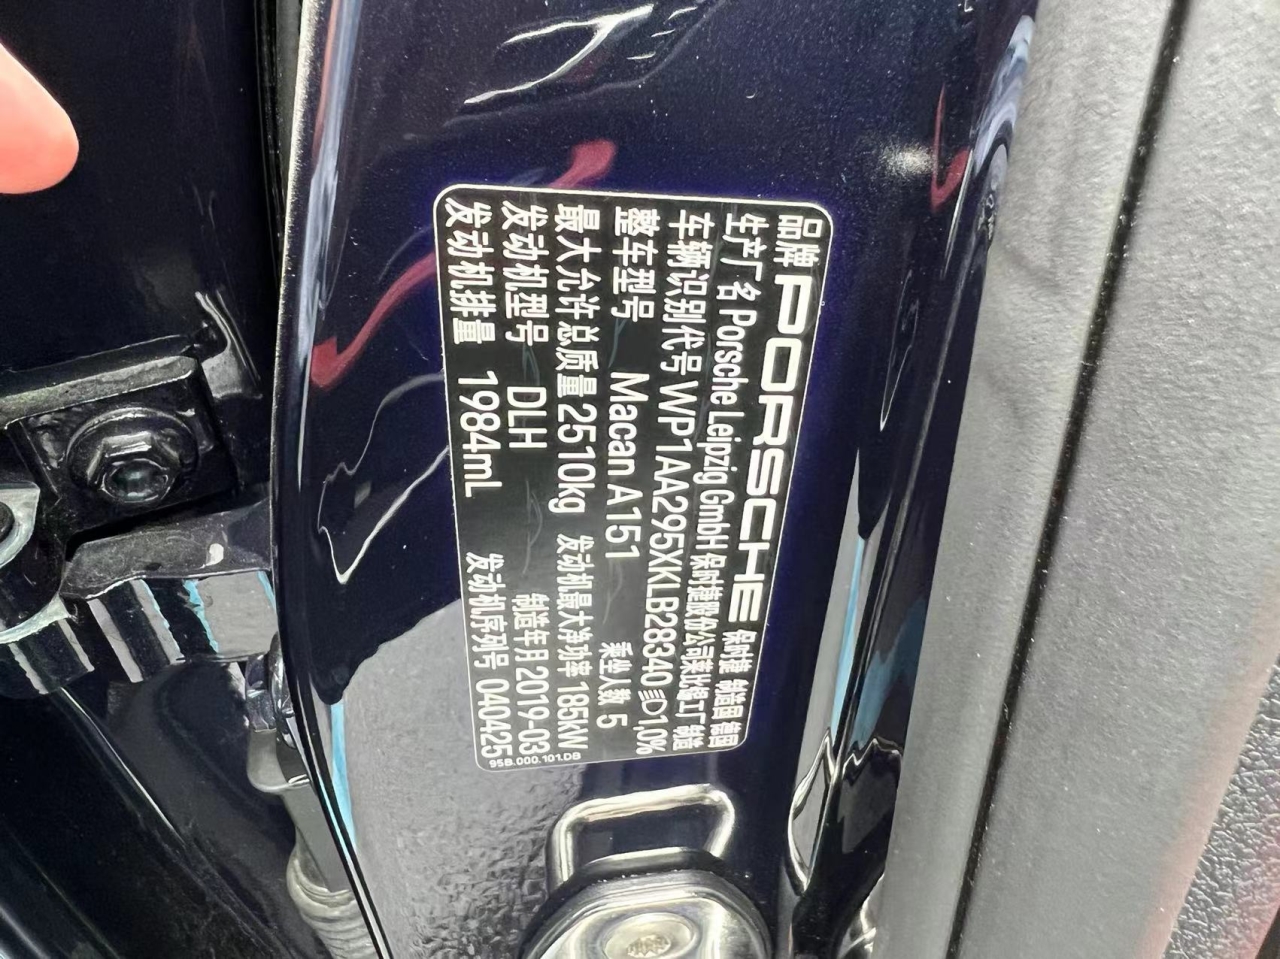 品牌 PORSCHE 保时捷 制造国 德国
生产厂名 Porsche Leipzig GmbH 保时捷股份公司莱比锡工厂 制造
车辆识别代号 WP1AA295XKLB28340 D1,0%
整车型号 Macan A151 乘坐人数 5
最大允许总质量 2510kg 发动机最大净功率 185KW
发动机型号 DLH 制造年月 2019-03
发动机排量 1984mL 发动机序列号 040425
95B.000.101.DB